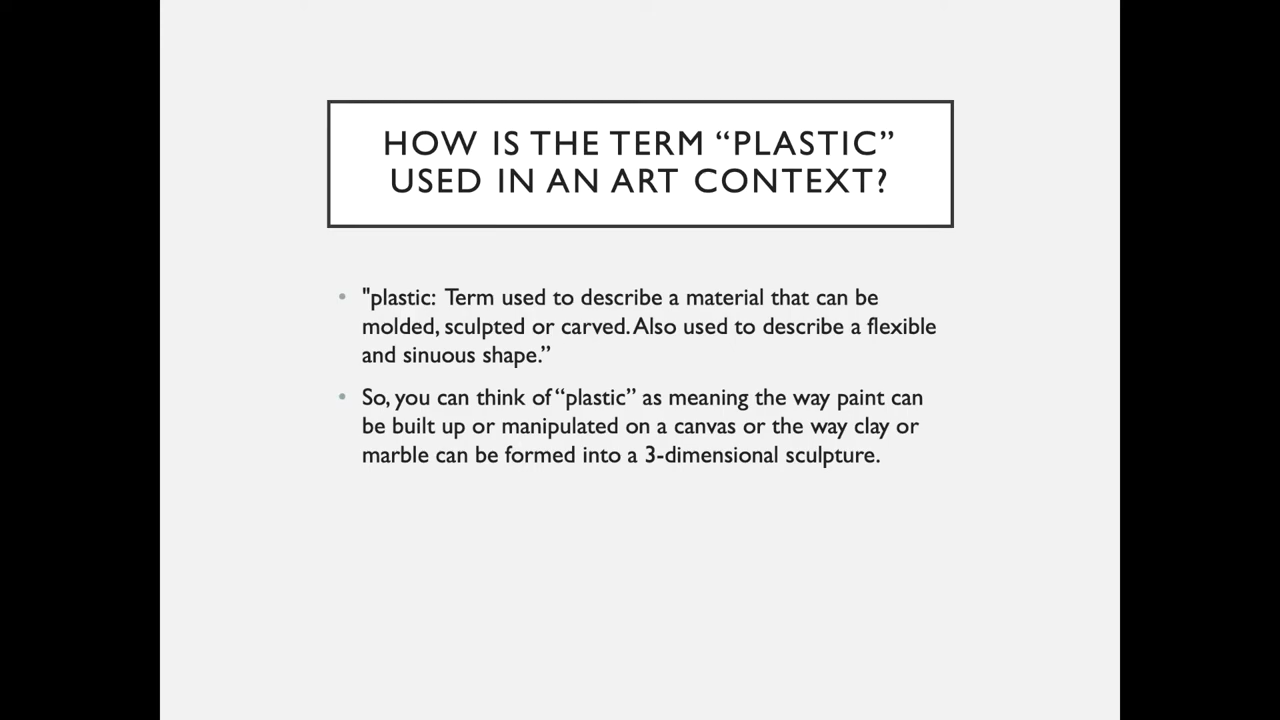 HOW IS THE TERM “PLASTIC”
USED IN AN ART CONTEXT?
• "plastic: Term used to describe a material that can be
molded, sculpted or carved. Also used to describe a flexible
and sinuous shape.”
• So, you can think of “plastic” as meaning the way paint can
be built up or manipulated on a canvas or the way clay or
marble can be formed into a 3-dimensional sculpture.